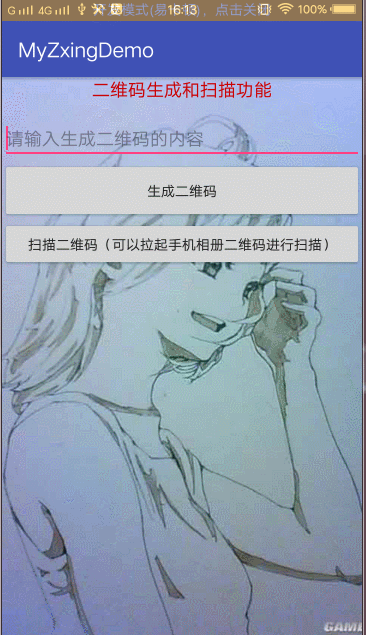 G 4G 16:13 100%
MyZxingDemo
二维码生成和扫描功能
请输入生成二维码的内容
生成二维码
扫描二维码（可以拉起手机相册二维码进行扫描）